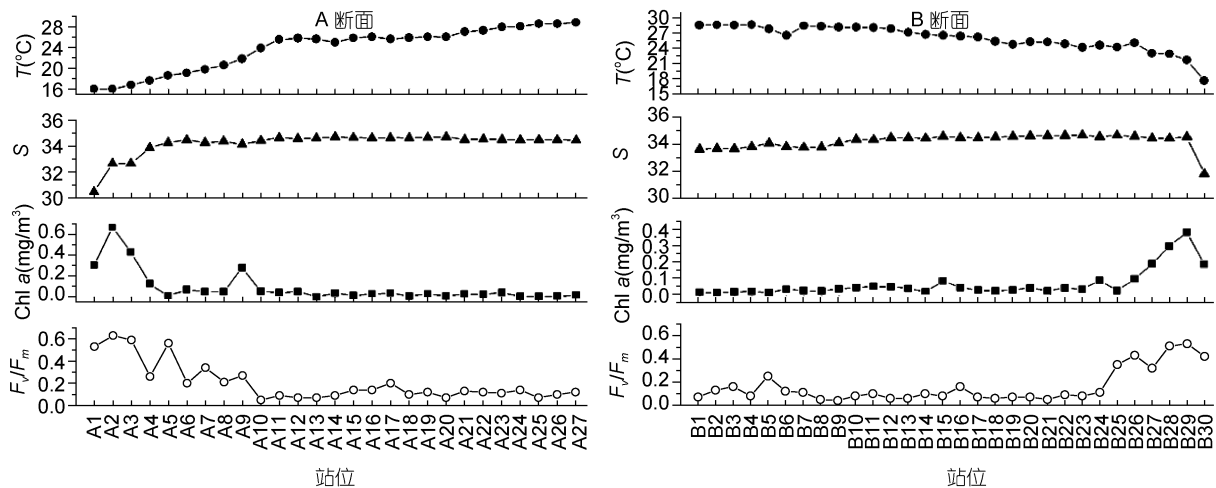 A 断面
T(°C)
28
24
20
16
S
36
34
32
30
Chl a(mg/m³)
0.6
0.4
0.2
0.0
Fv/Fm
0.6
0.4
0.2
0.0
A1 A2 A3 A4 A5 A6 A7 A8 A9 A10 A11 A12 A13 A14 A15 A16 A17 A18 A19 A20 A21 A22 A23 A24 A25 A26 A27
站位
B 断面
T(°C)
30
27
24
21
18
15
S
36
34
32
30
Chl a(mg/m³)
0.4
0.3
0.2
0.1
0.0
Fv/Fm
0.6
0.4
0.2
0.0
B1 B2 B3 B4 B5 B6 B7 B8 B9 B10 B11 B12 B13 B14 B15 B16 B17 B18 B19 B20 B21 B22 B23 B24 B25 B26 B27 B28 B29 B30
站位